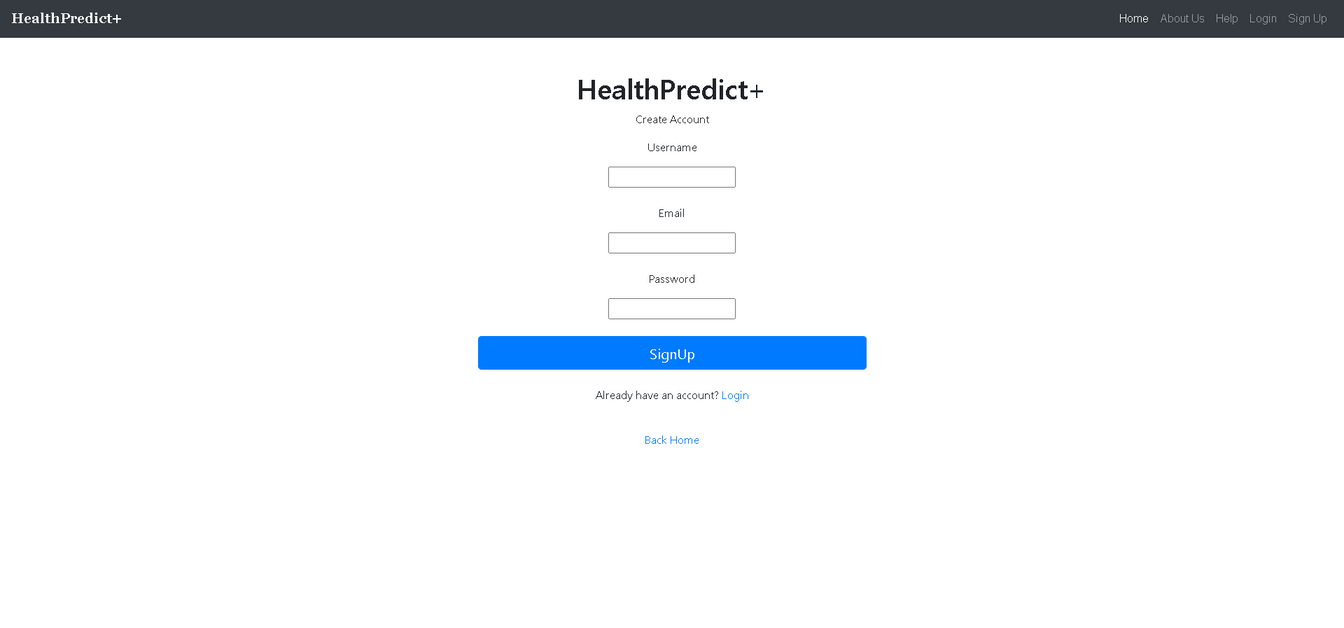 HealthPredict+ Home About Us Help Login Sign Up
HealthPredict+
Create Account
Username
Email
Password
SignUp
Already have an account? Login
Back Home